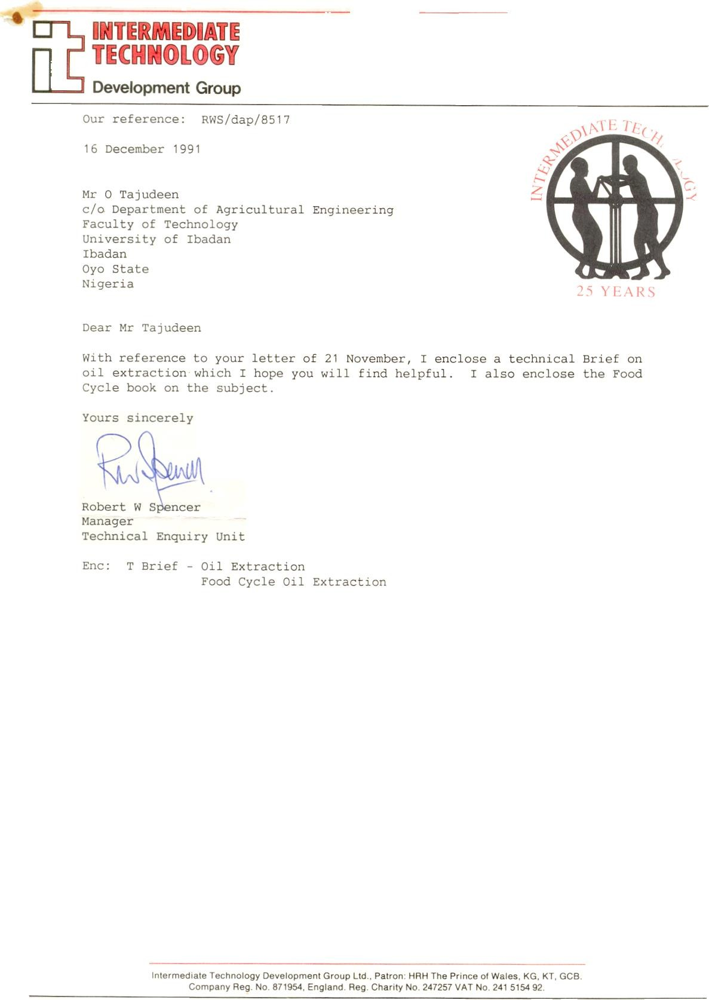 INTERMEDIATE
TECHNOLOGY
Development Group
Our reference: RWS/dap/8517
16 December 1991
INTERMEDIATE TECH   LOGY
25 YEARS
Mr O Tajudeen
c/o Department of Agricultural Engineering
Faculty of Technology
University of Ibadan
Ibadan
Oyo State
Nigeria
Dear Mr Tajudeen
With reference to your letter of 21 November, I enclose a technical Brief on
oil extraction which I hope you will find helpful. I also enclose the Food
Cycle book on the subject.
Yours sincerely
RWSpencer
Robert W Spencer
Manager
Technical Enquiry Unit
Enc: T Brief - Oil Extraction
Food Cycle Oil Extraction
Intermediate Technology Development Group Ltd., Patron: HRH The Prince of Wales, KG, KT, GCB.
Company Reg. No. 871954, England. Reg. Charity No. 247257 VAT No. 241 5154 92.